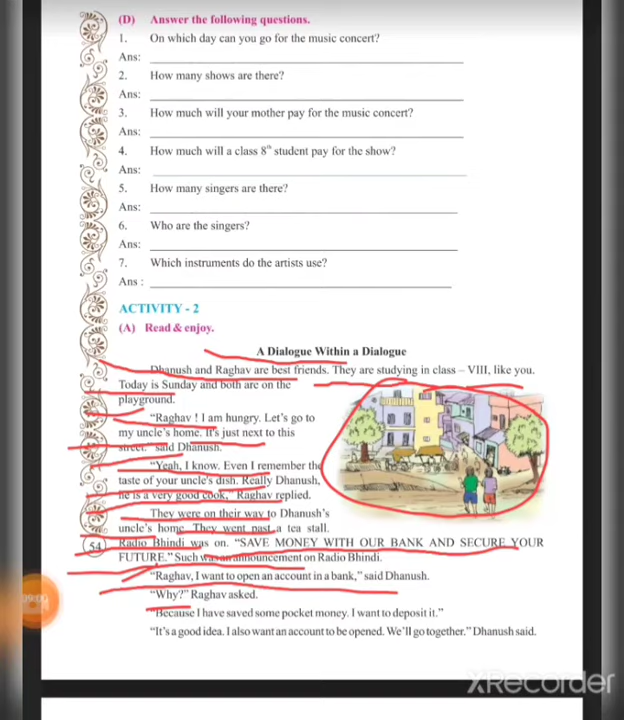 (D) Answer the following questions.
1. On which day can you go for the music concert?
Ans:
2. How many shows are there?
Ans:
3. How much will your mother pay for the music concert?
Ans:
4. How much will a class 8th student pay for the show?
Ans:
5. How many singers are there?
Ans:
6. Who are the singers?
Ans:
7. Which instruments do the artists use?
Ans :
ACTIVITY - 2
(A) Read & enjoy.
A Dialogue Within a Dialogue
Dhanush and Raghav are best friends. They are studying in class – VIII, like you.
Today is Sunday and both are on the
playground.
“Raghav ! I am hungry. Let’s go to
my uncle’s home. It’s just next to this
street.” said Dhanush.
“Yeah, I know. Even I remember the
taste of your uncle’s dish. Really Dhanush,
he is a very good cook,” Raghav replied.
They were on their way to Dhanush’s
uncle’s home. They went past a tea stall.
Radio Bhindi was on. “SAVE MONEY WITH OUR BANK AND SECURE YOUR
54
FUTURE.” Such was an announcement on Radio Bhindi.
“Raghav, I want to open an account in a bank,” said Dhanush.
“Why?” Raghav asked.
“Because I have saved some pocket money. I want to deposit it.”
“It’s a good idea. I also want an account to be opened. We’ll go together.” Dhanush said.
XRecorder